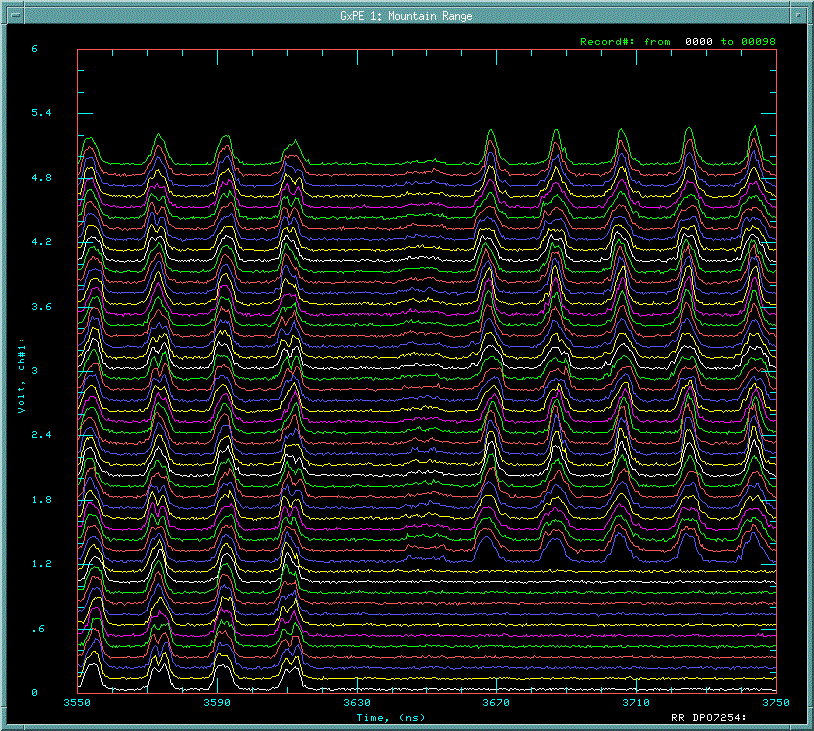 GxPE 1: Mountain Range
Record#: from 0000 to 00098
6
5.4
4.8
4.2
3.6
3
2.4
1.8
1.2
.6
0
Volt, ch#1:
3550 3590 3630 3670 3710 3750
Time, (ns)
RR DPO7254: